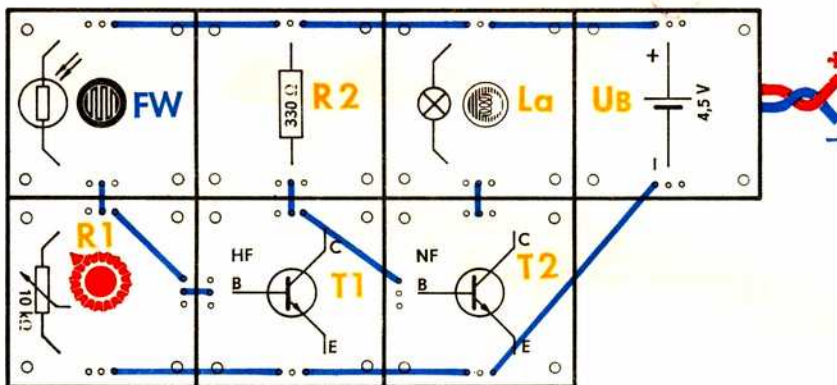 FW
330 Ω
R2
La
+
UB
4,5 V
−
+
−
R1
10 kΩ
HF
B
C
E
T1
NF
B
C
E
T2